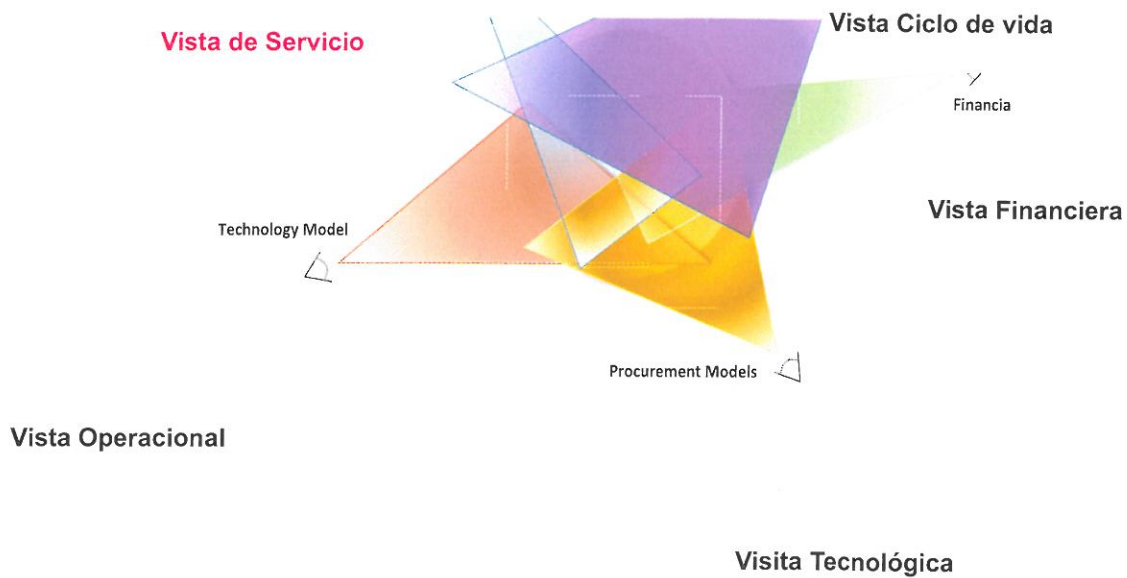 Vista de Servicio
Vista Ciclo de vida
Financia
Vista Financiera
Technology Model
Procurement Models
Vista Operacional
Visita Tecnológica